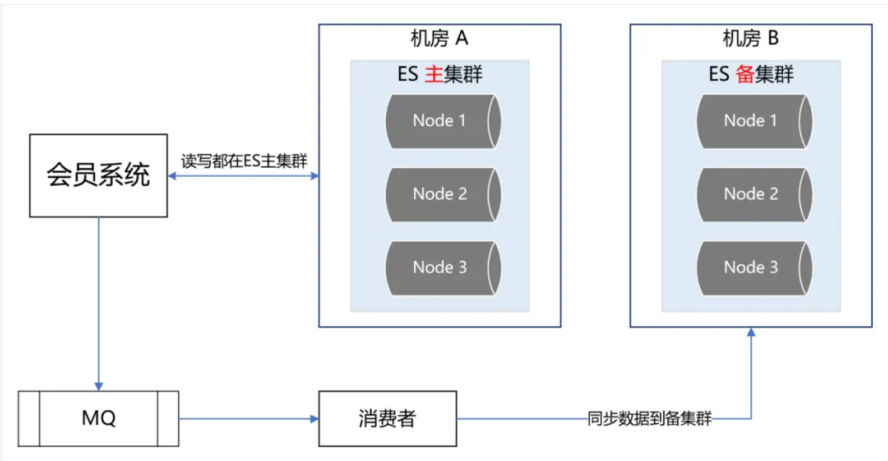 机房 A
机房 B
ES 主集群
ES 备集群
Node 1
Node 1
会员系统
读写都在ES主集群
Node 2
Node 2
Node 3
Node 3
MQ
消费者
同步数据到备集群